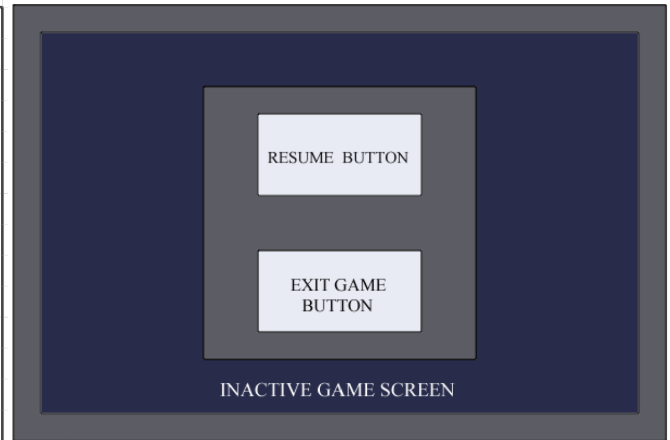 RESUME BUTTON
EXIT GAME
BUTTON
INACTIVE GAME SCREEN